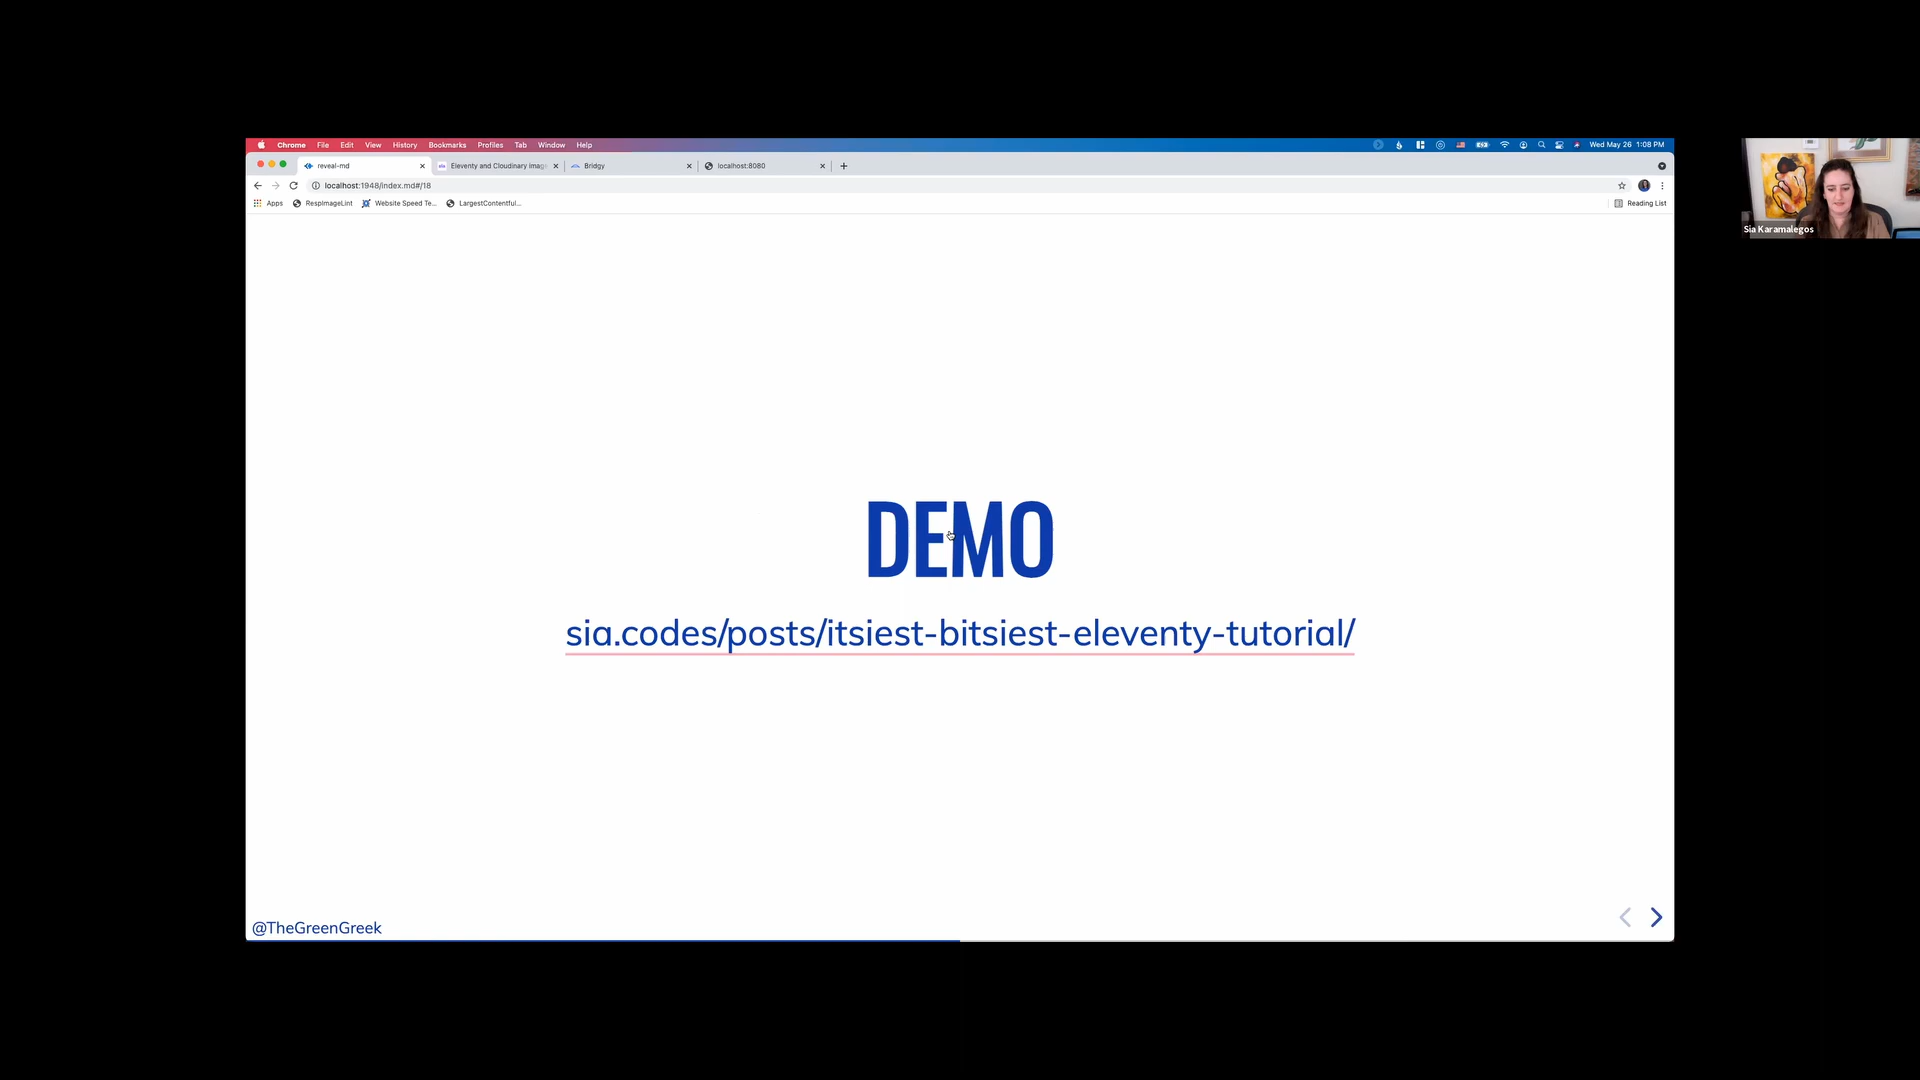 Chrome File Edit View History Bookmarks Profiles Tab Window Help Wed May 26 1:08 PM
reveal-md Eleventy and Cloudinary Imag Bridgy localhost:8080
localhost:1948/index.md#/18
Apps RespImageLint Website Speed Te... LargestContentful... Reading List
Sia Karamalegos
DEMO
sia.codes/posts/itsiest-bitsiest-eleventy-tutorial/
@TheGreenGreek